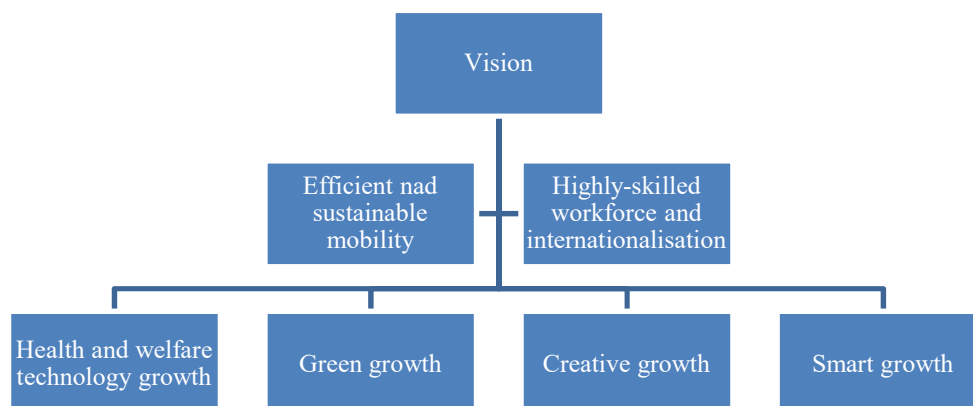 Vision
Efficient nad
sustainable
mobility
Highly-skilled
workforce and
internationalisation
Health and welfare
technology growth
Green growth
Creative growth
Smart growth